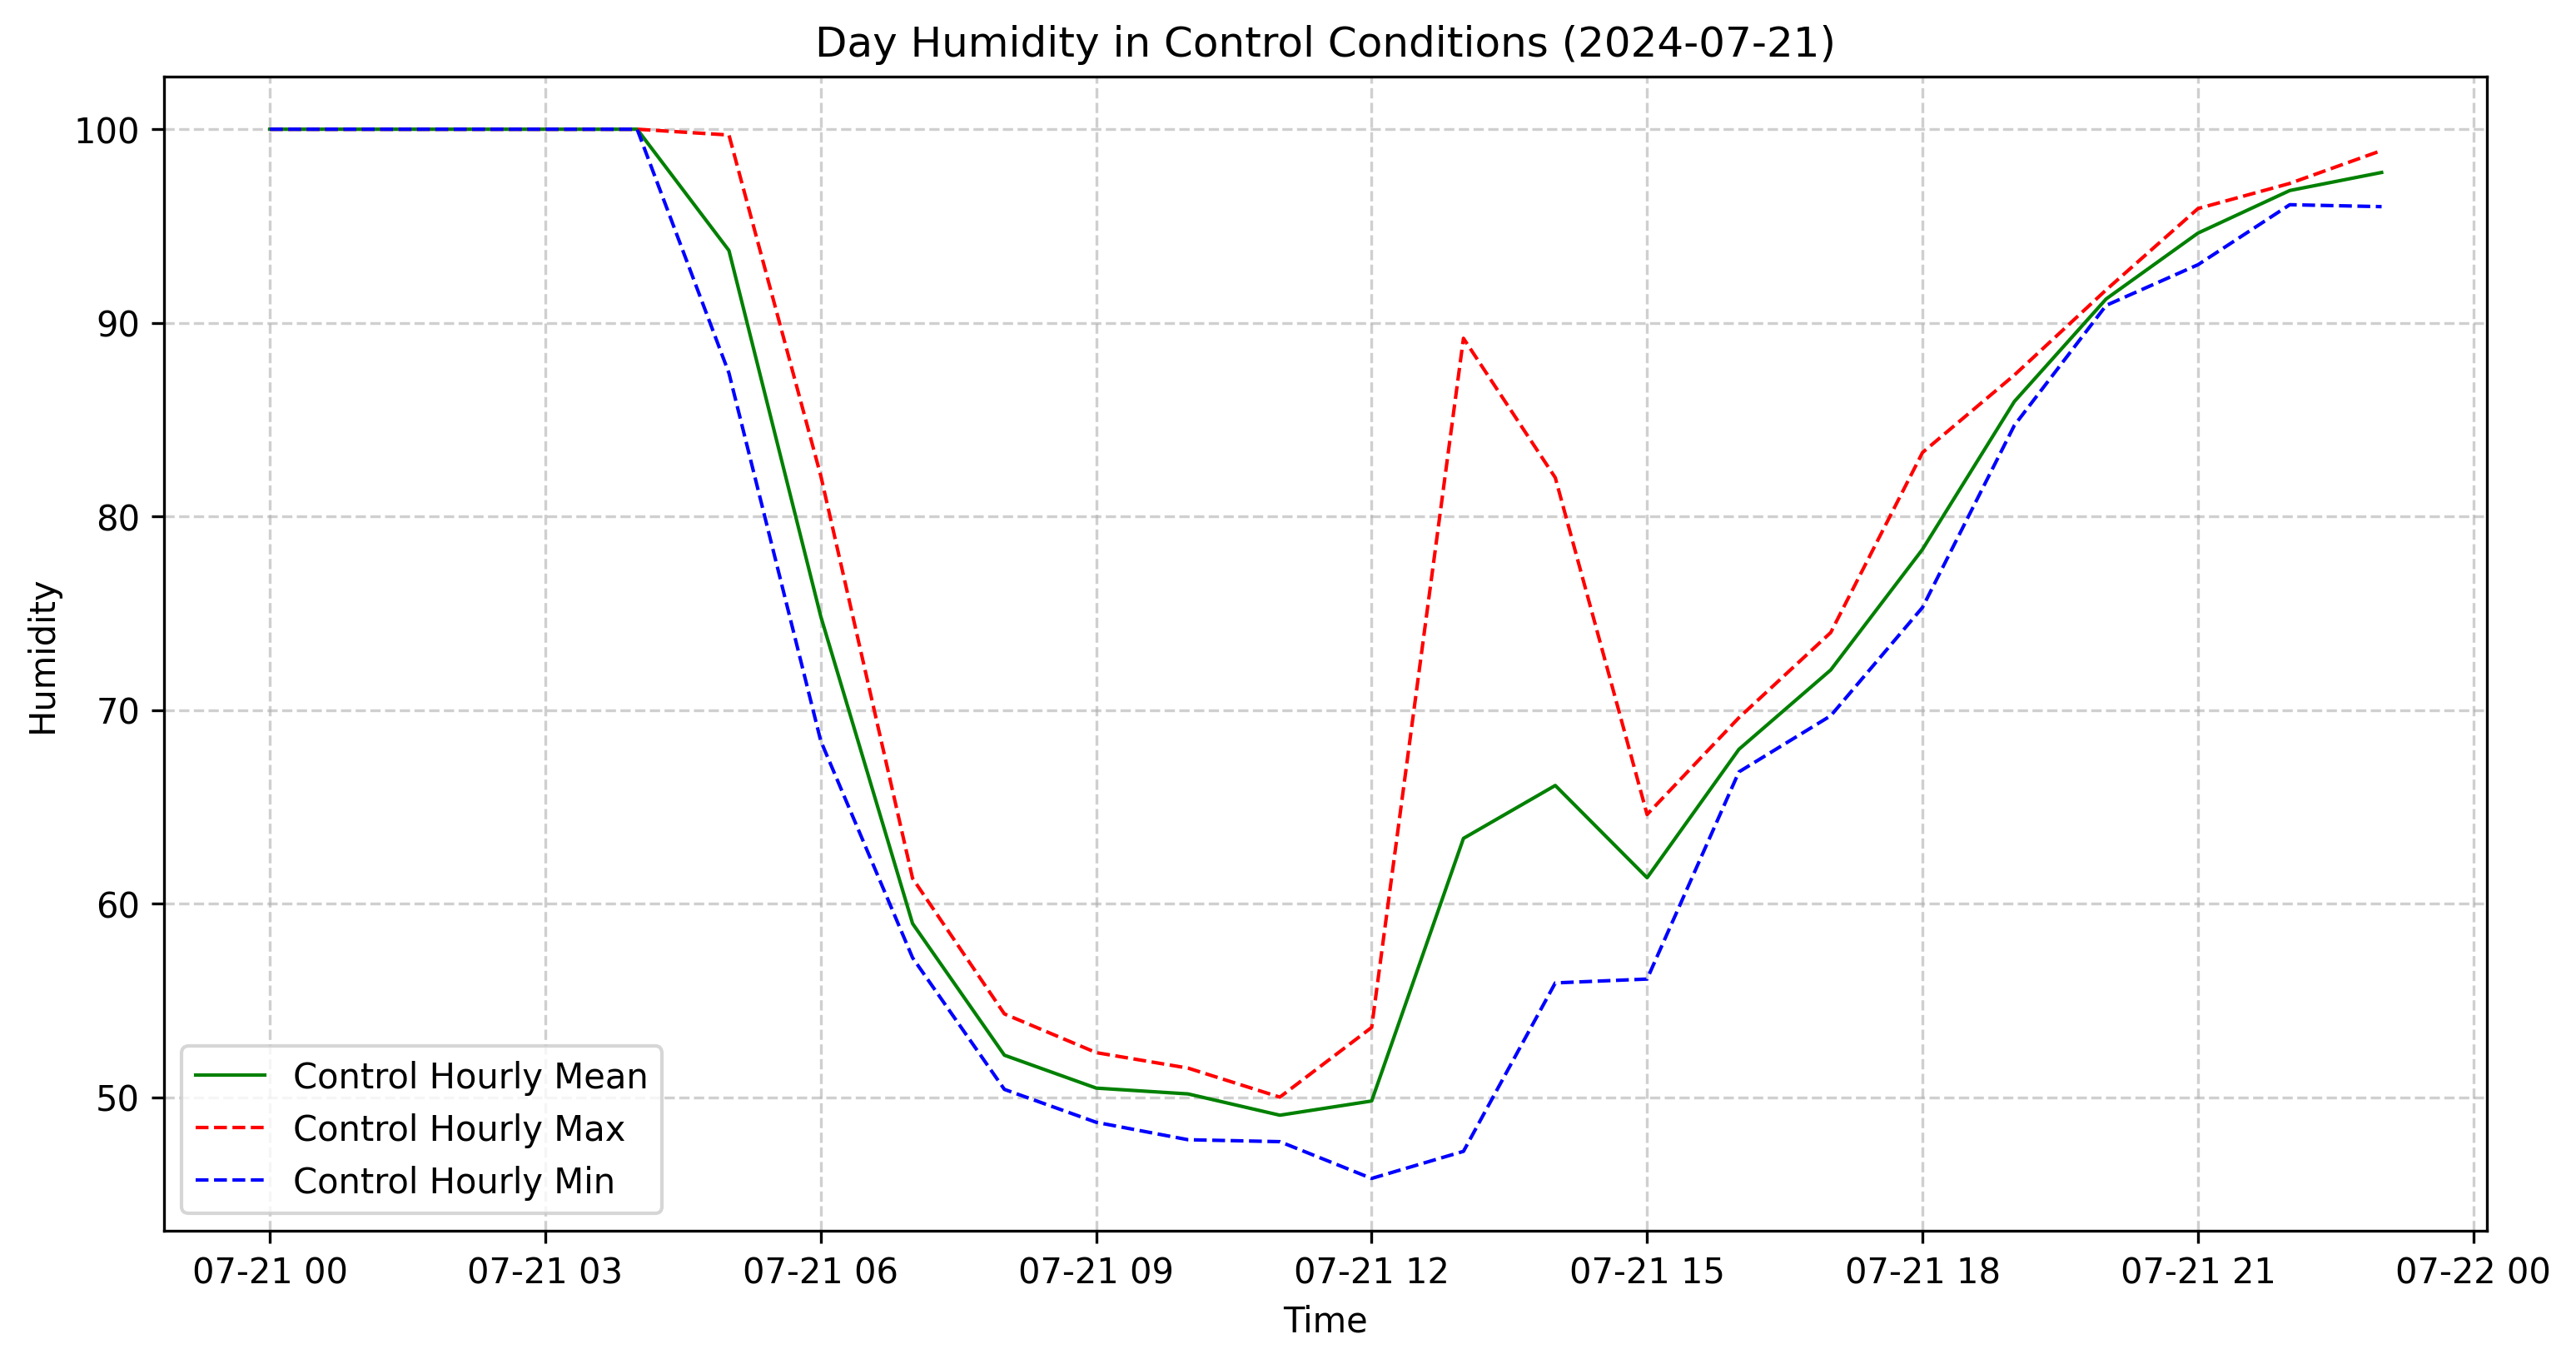 Day Humidity in Control Conditions (2024-07-21)
100
90
80
70
60
50
Humidity
Control Hourly Mean
Control Hourly Max
Control Hourly Min
07-21 00 07-21 03 07-21 06 07-21 09 07-21 12 07-21 15 07-21 18 07-21 21 07-22 00
Time